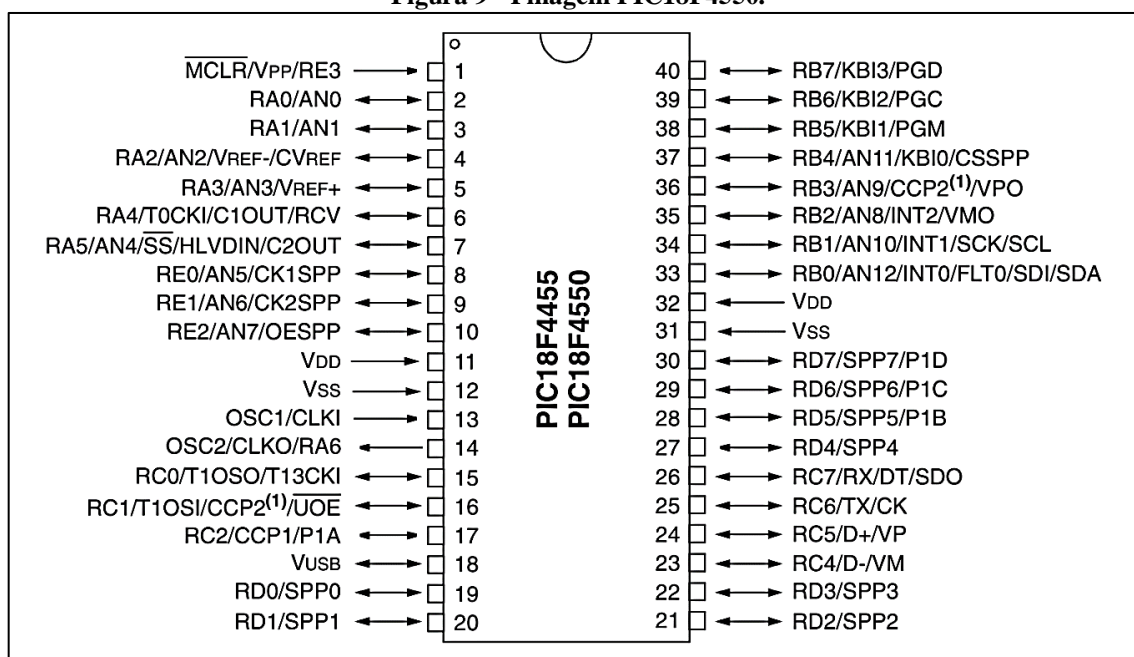 Figura 9 - Pinagem PIC18F4550.
MCLR/VPP/RE3 1
RA0/AN0 2
RA1/AN1 3
RA2/AN2/VREF-/CVREF 4
RA3/AN3/VREF+ 5
RA4/T0CKI/C1OUT/RCV 6
RA5/AN4/SS/HLVDIN/C2OUT 7
RE0/AN5/CK1SPP 8
RE1/AN6/CK2SPP 9
RE2/AN7/OESPP 10
VDD 11
VSS 12
OSC1/CLKI 13
OSC2/CLKO/RA6 14
RC0/T1OSO/T13CKI 15
RC1/T1OSI/CCP2(1)/UOE 16
RC2/CCP1/P1A 17
VUSB 18
RD0/SPP0 19
RD1/SPP1 20
PIC18F4455
PIC18F4550
40 RB7/KBI3/PGD
39 RB6/KBI2/PGC
38 RB5/KBI1/PGM
37 RB4/AN11/KBI0/CSSPP
36 RB3/AN9/CCP2(1)/VPO
35 RB2/AN8/INT2/VMO
34 RB1/AN10/INT1/SCK/SCL
33 RB0/AN12/INT0/FLT0/SDI/SDA
32 VDD
31 VSS
30 RD7/SPP7/P1D
29 RD6/SPP6/P1C
28 RD5/SPP5/P1B
27 RD4/SPP4
26 RC7/RX/DT/SDO
25 RC6/TX/CK
24 RC5/D+/VP
23 RC4/D-/VM
22 RD3/SPP3
21 RD2/SPP2